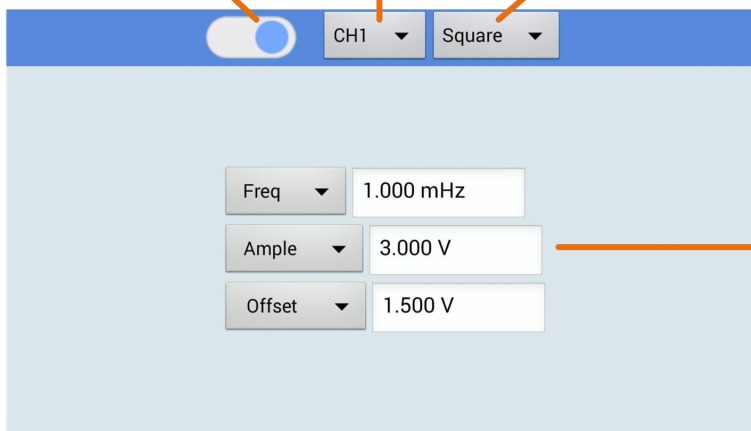 CH1 Square
Freq 1.000 mHz
Ample 3.000 V
Offset 1.500 V